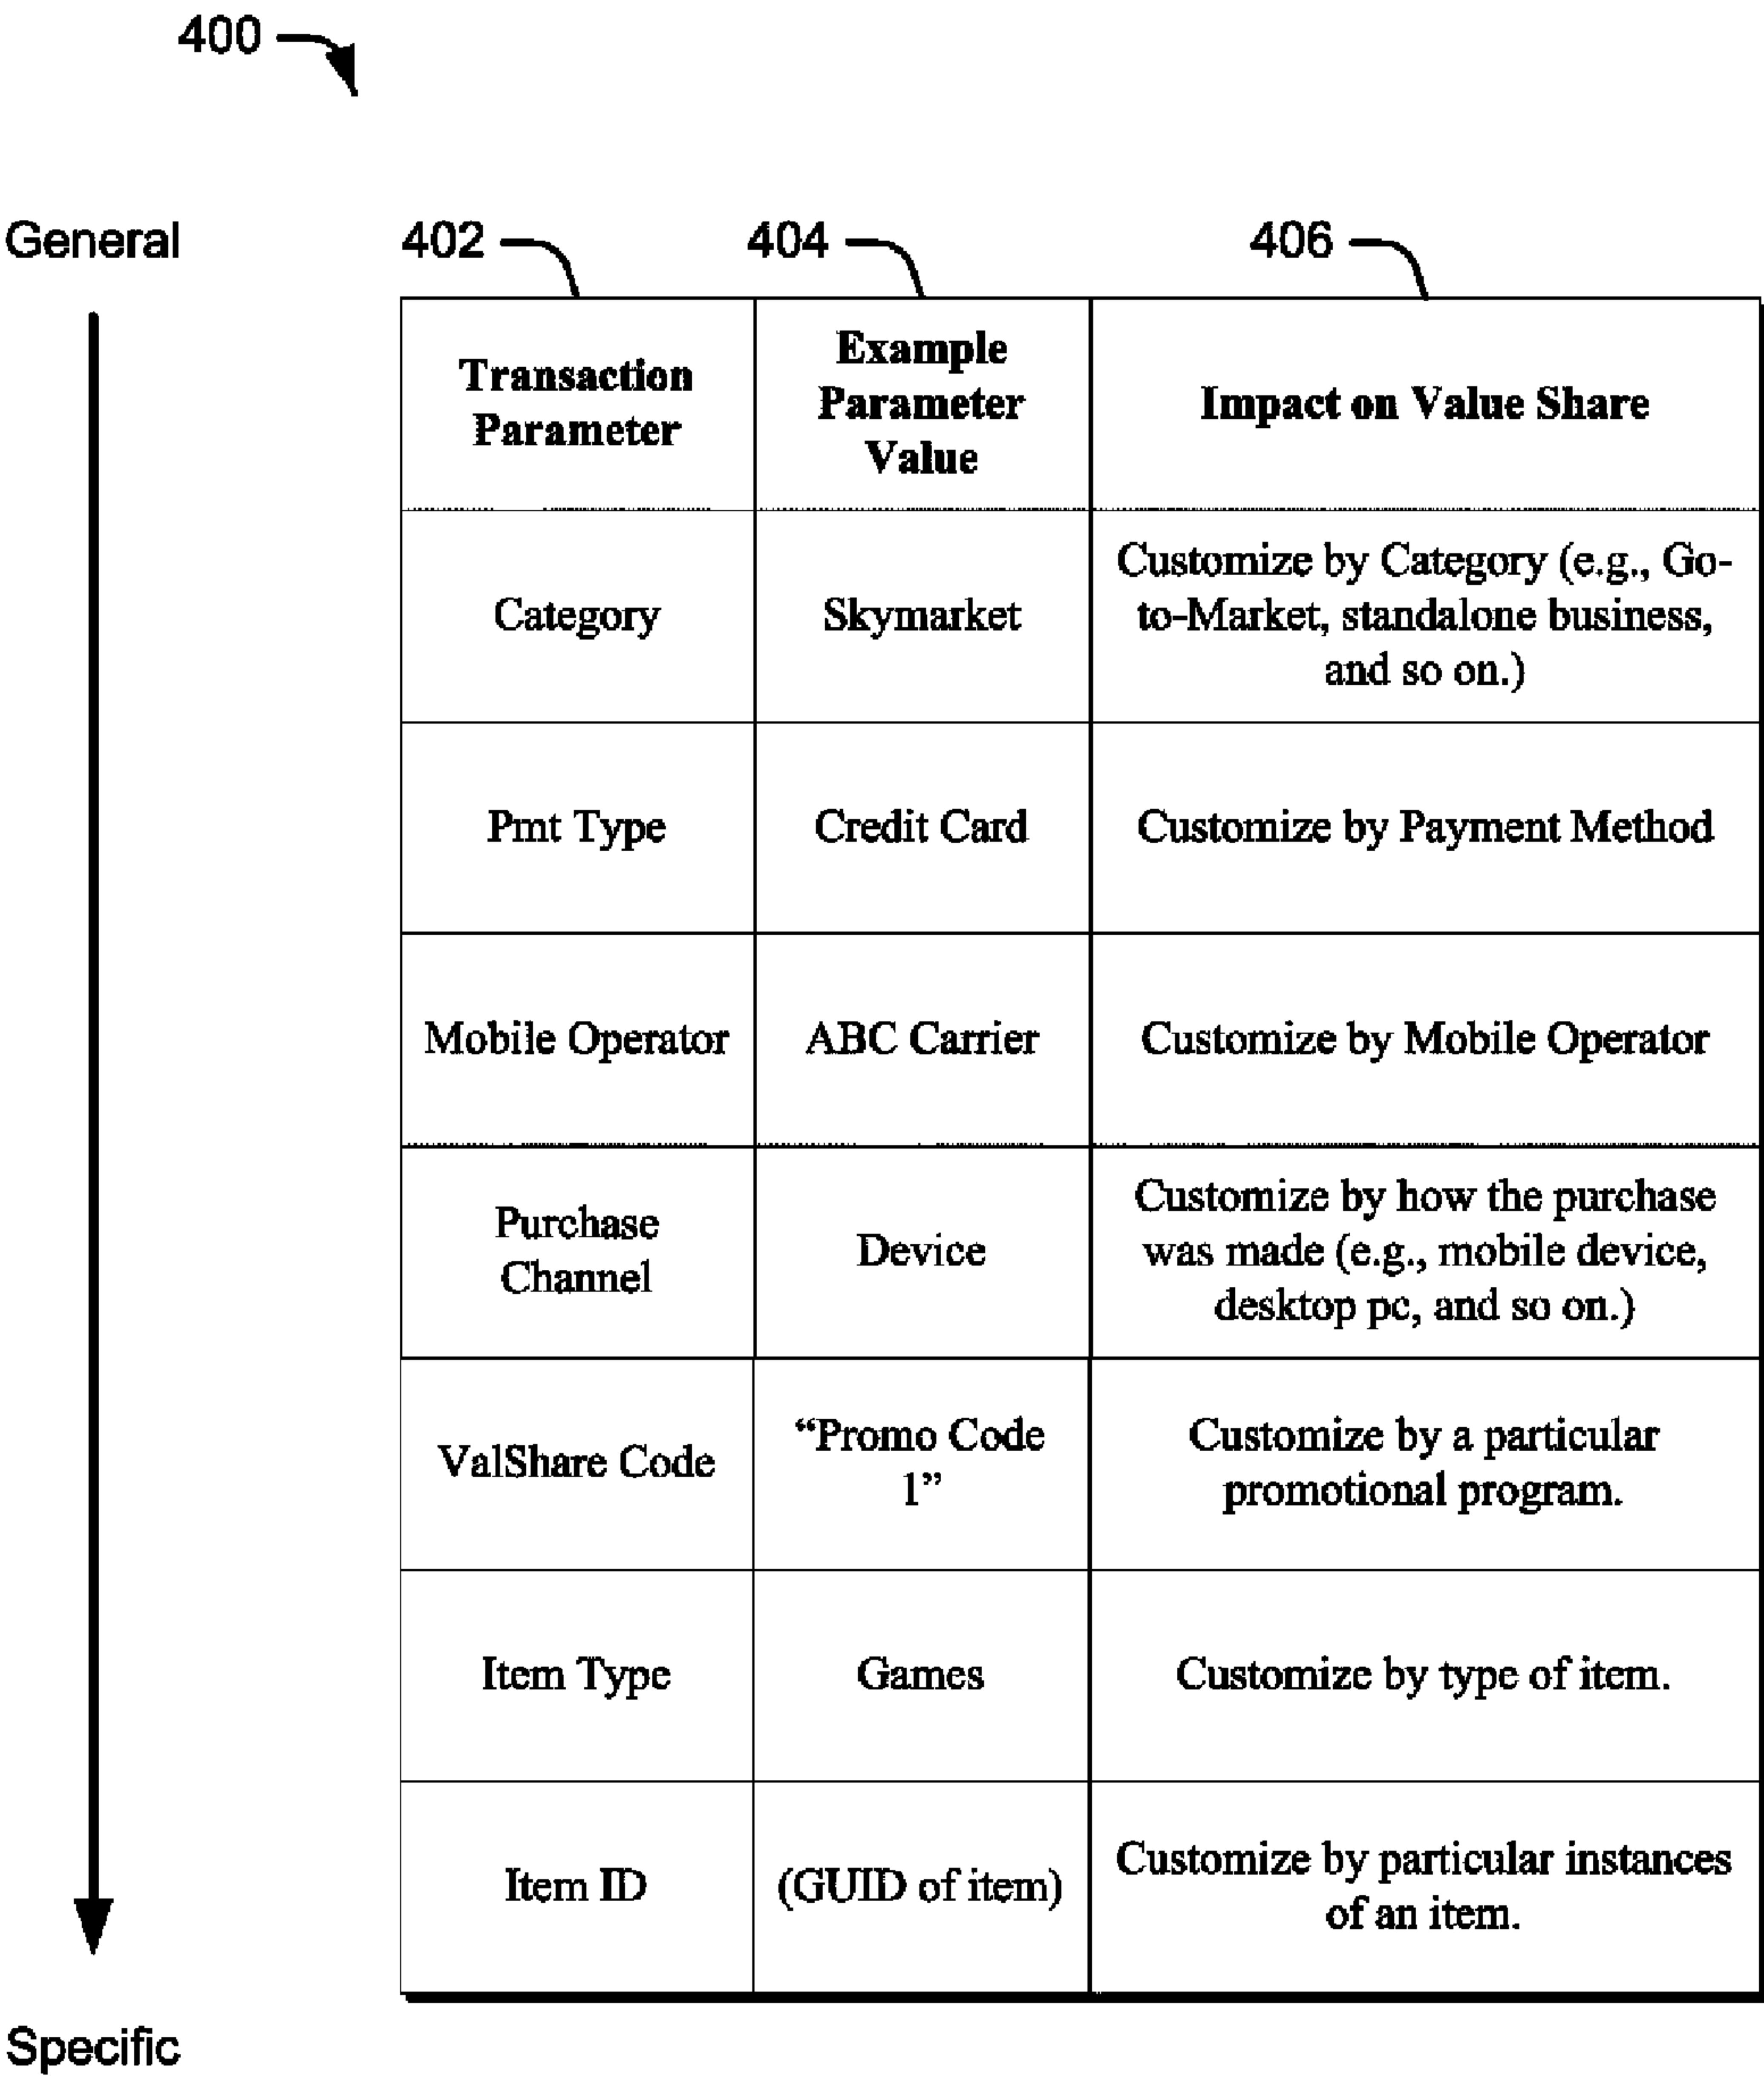 400
General
402
404
406
Transaction
Parameter
Example
Parameter
Value
Impact on Value Share
Category
Skymarket
Customize by Category (e.g., Go-
to-Market, standalone business,
and so on.)
Pmt Type
Credit Card
Customize by Payment Method
Mobile Operator
ABC Carrier
Customize by Mobile Operator
Purchase
Channel
Device
Customize by how the purchase
was made (e.g., mobile device,
desktop pc, and so on.)
ValShare Code
“Promo Code
1”
Customize by a particular
promotional program.
Item Type
Games
Customize by type of item.
Item ID
(GUID of item)
Customize by particular instances
of an item.
Specific